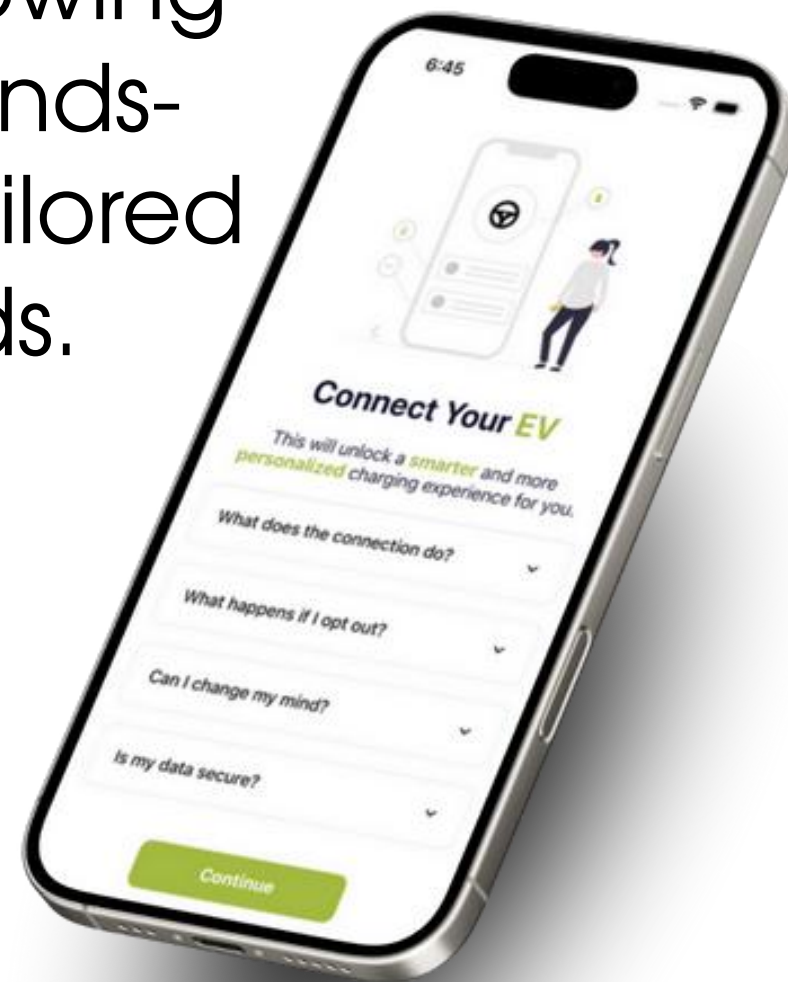 owing
nds-
ilored
ds.
6:45
Connect Your EV
This will unlock a smarter and more
personalized charging experience for you.
What does the connection do?
What happens if I opt out?
Can I change my mind?
Is my data secure?
Continue